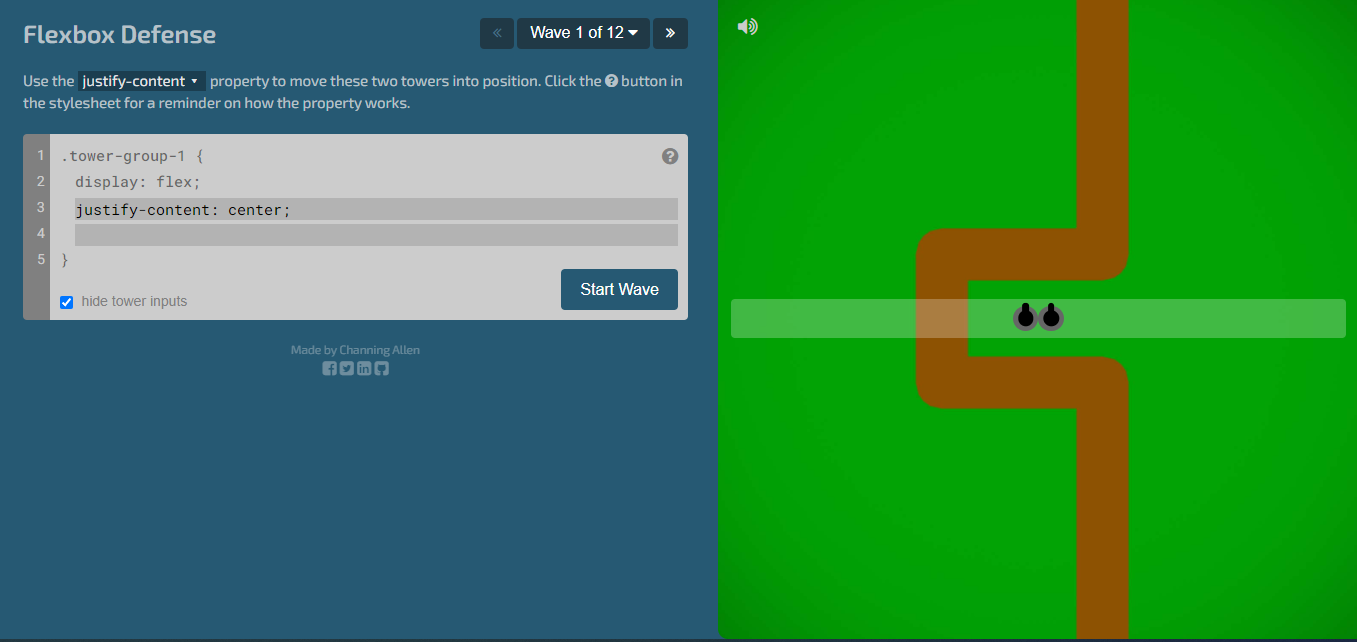 Flexbox Defense
« Wave 1 of 12 »
Use the justify-content property to move these two towers into position. Click the ? button in
the stylesheet for a reminder on how the property works.
1 .tower-group-1 { ?
2 display: flex;
3 justify-content: center;
4
5 }
hide tower inputs
Start Wave
Made by Channing Allen